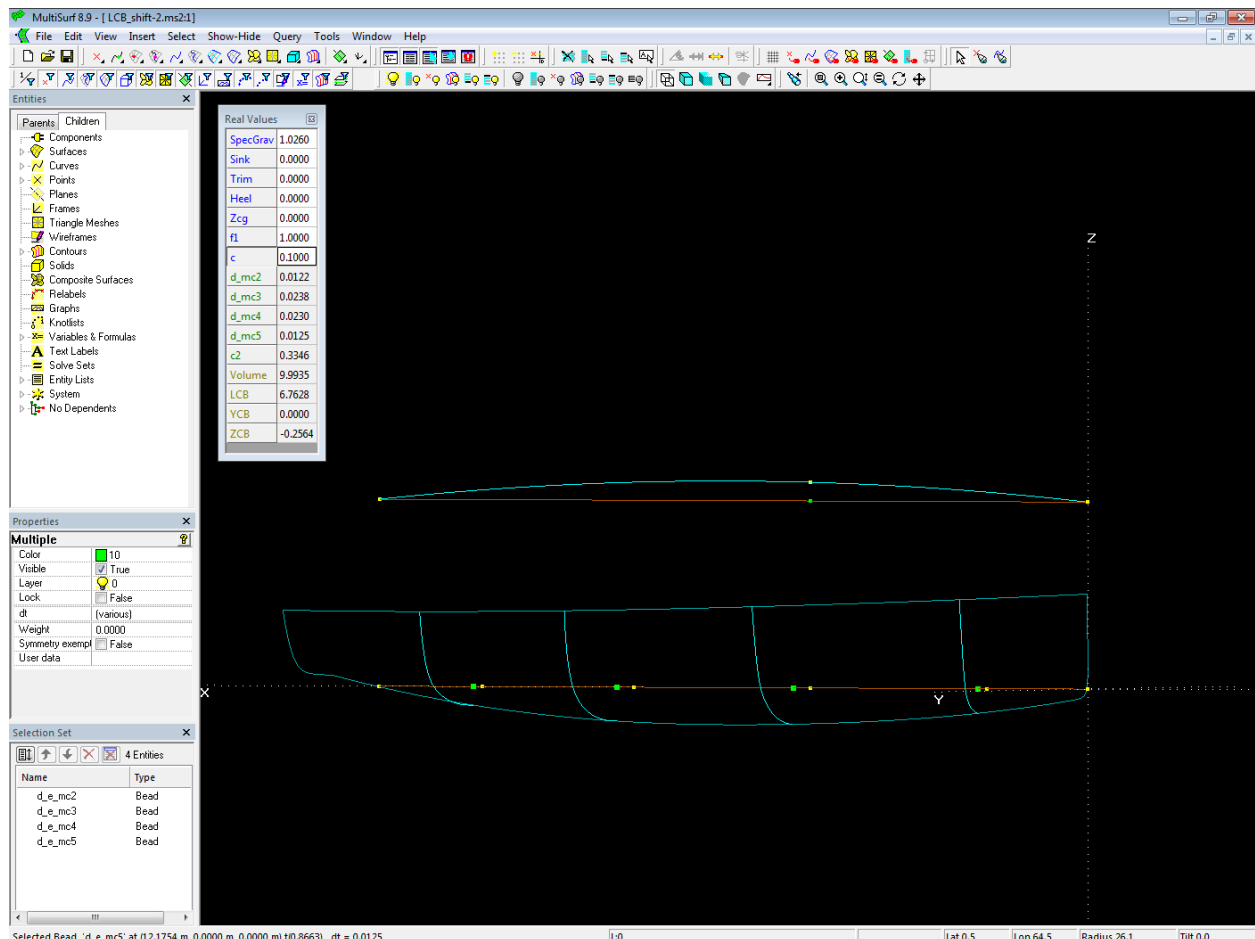 MultiSurf 8.9 - [ LCB_shift-2.ms2:1]
File Edit View Insert Select Show-Hide Query Tools Window Help
Entities
Parents Children
Components
Surfaces
Curves
Points
Planes
Frames
Triangle Meshes
Wireframes
Contours
Solids
Composite Surfaces
Relabels
Graphs
Knotlists
Variables & Formulas
Text Labels
Solve Sets
Entity Lists
System
No Dependents
Real Values
SpecGrav 1.0260
Sink 0.0000
Trim 0.0000
Heel 0.0000
Zcg 0.0000
f1 1.0000
c 0.1000
d_mc2 0.0122
d_mc3 0.0238
d_mc4 0.0230
d_mc5 0.0125
c2 0.3346
Volume 9.9935
LCB 6.7628
YCB 0.0000
ZCB -0.2564
Z
X
Y
Properties
Multiple
Color 10
Visible True
Layer 0
Lock False
dt (various)
Weight 0.0000
Symmetry exempt False
User data
Selection Set
4 Entities
Name Type
d_e_mc2 Bead
d_e_mc3 Bead
d_e_mc4 Bead
d_e_mc5 Bead
Selected Bead 'd_e_mc5' at (12.1754 m, 0.0000 m, 0.0000 m) t(0.8663) dt = 0.0125 L:0 Lat 0.5 Lon 64.5 Radius 26.1 Tilt 0.0